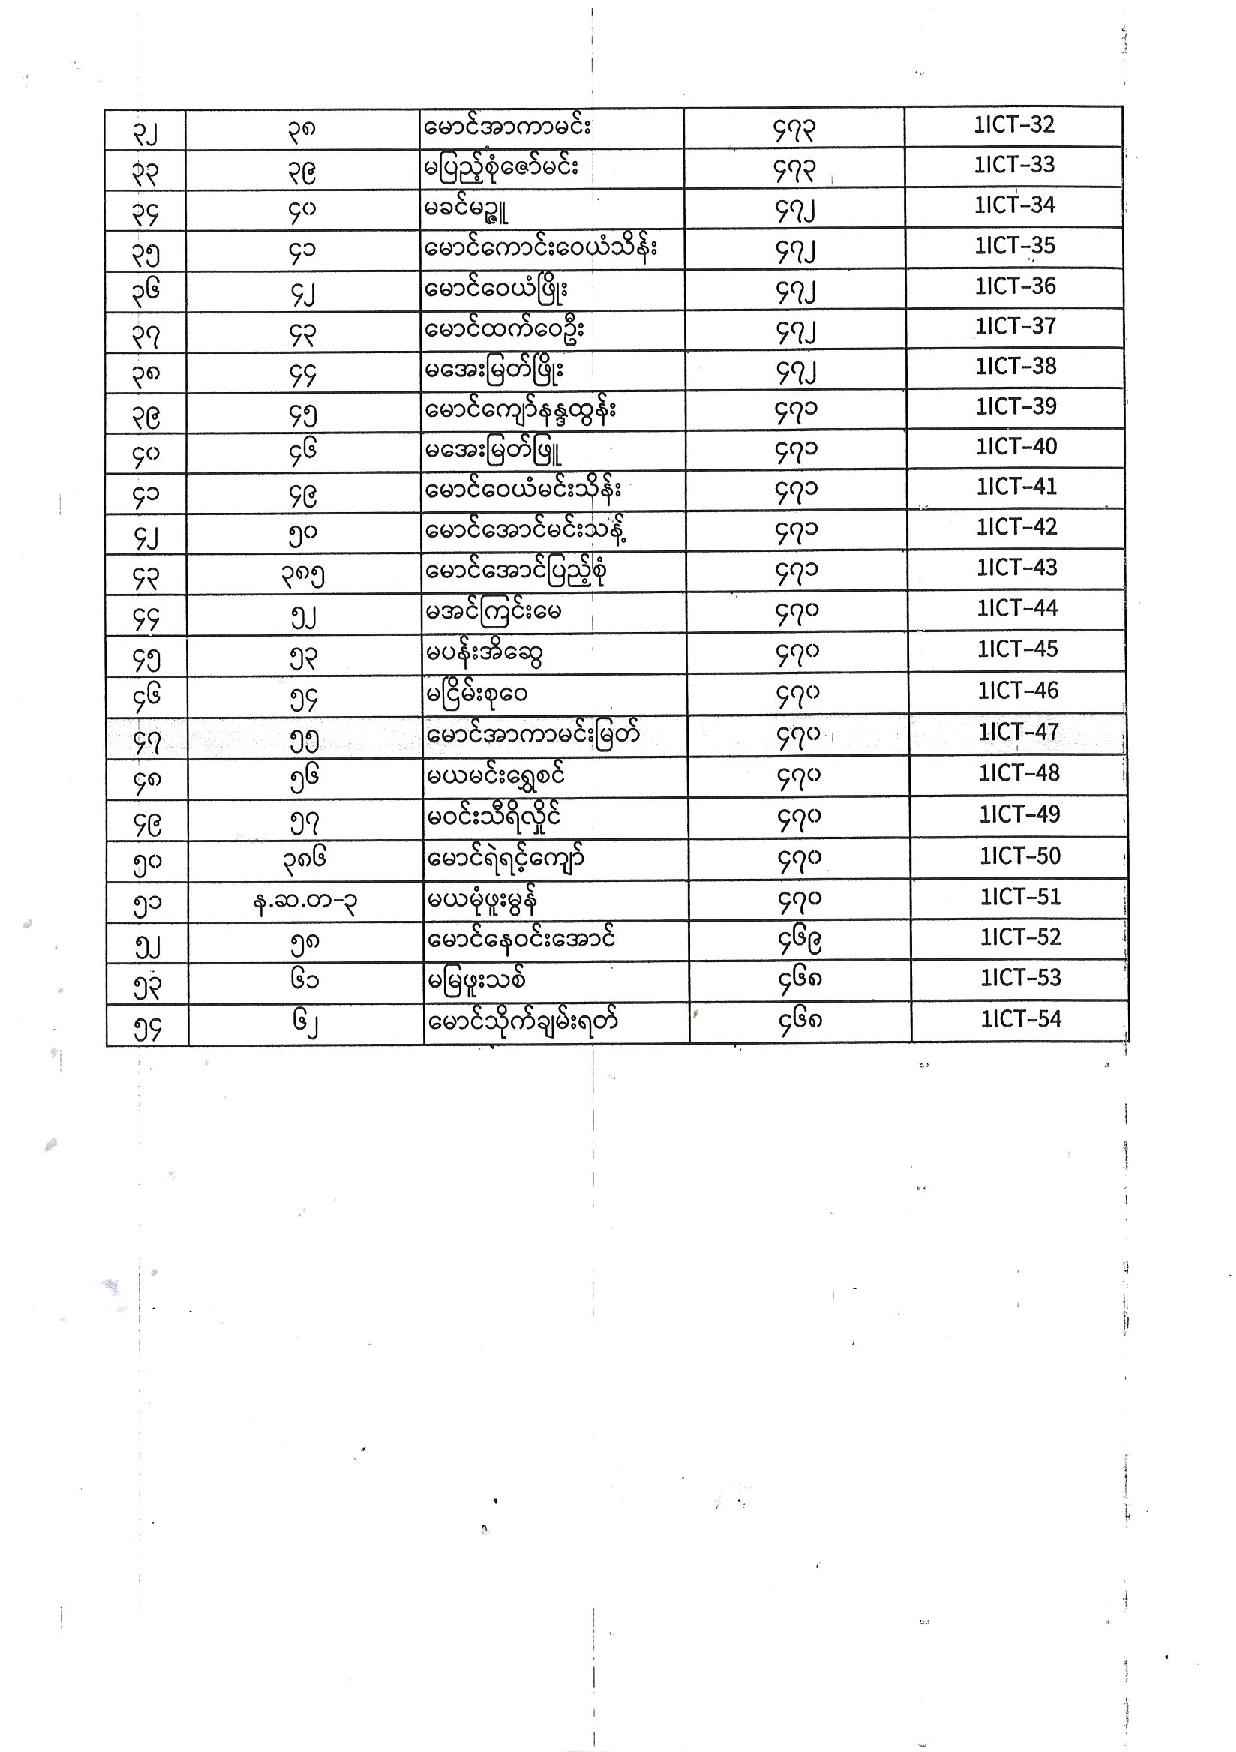 ၃၂ ၃၈ မောင်အာကာမင်း ၄၇၃ 1ICT-32
၃၃ ၃၉ မပြည့်စုံဇော်မင်း ၄၇၃ 1ICT-33
၃၄ ၄၀ မခင်မဉ္ဇူ ၄၇၂ 1ICT-34
၃၅ ၄၁ မောင်ကောင်းဝေယံသိန်း ၄၇၂ 1ICT-35
၃၆ ၄၂ မောင်ဝေယံဖြိုး ၄၇၂ 1ICT-36
၃၇ ၄၃ မောင်ထက်ဝေဦး ၄၇၂ 1ICT-37
၃၈ ၄၄ မအေးမြတ်ဖြိုး ၄၇၂ 1ICT-38
၃၉ ၄၅ မောင်ကျော်နန္ဒထွန်း ၄၇၁ 1ICT-39
၄၀ ၄၆ မအေးမြတ်ဖြူ ၄၇၁ 1ICT-40
၄၁ ၄၉ မောင်ဝေယံမင်းသိန်း ၄၇၁ 1ICT-41
၄၂ ၅၀ မောင်အောင်မင်းသန့် ၄၇၁ 1ICT-42
၄၃ ၃၈၅ မောင်အောင်ပြည့်စုံ ၄၇၁ 1ICT-43
၄၄ ၅၂ မအင်ကြင်းမေ ၄၇၀ 1ICT-44
၄၅ ၅၃ မပန်းအိဆွေ ၄၇၀ 1ICT-45
၄၆ ၅၄ မငြိမ်းစုဝေ ၄၇၀ 1ICT-46
၄၇ ၅၅ မောင်အာကာမင်းမြတ် ၄၇၀ 1ICT-47
၄၈ ၅၆ မယမင်းရွှေစင် ၄၇၀ 1ICT-48
၄၉ ၅၇ မဝင်းသီရိလှိုင် ၄၇၀ 1ICT-49
၅၀ ၃၈၆ မောင်ရဲရင့်ကျော် ၄၇၀ 1ICT-50
၅၁ န.ဆ.တ-၃ မယမုံဖူးမွန် ၄၇၀ 1ICT-51
၅၂ ၅၈ မောင်နေဝင်းအောင် ၄၆၉ 1ICT-52
၅၃ ၆၁ မမြဖူးသစ် ၄၆၈ 1ICT-53
၅၄ ၆၂ မောင်သိုက်ချမ်းရတ် ၄၆၈ 1ICT-54